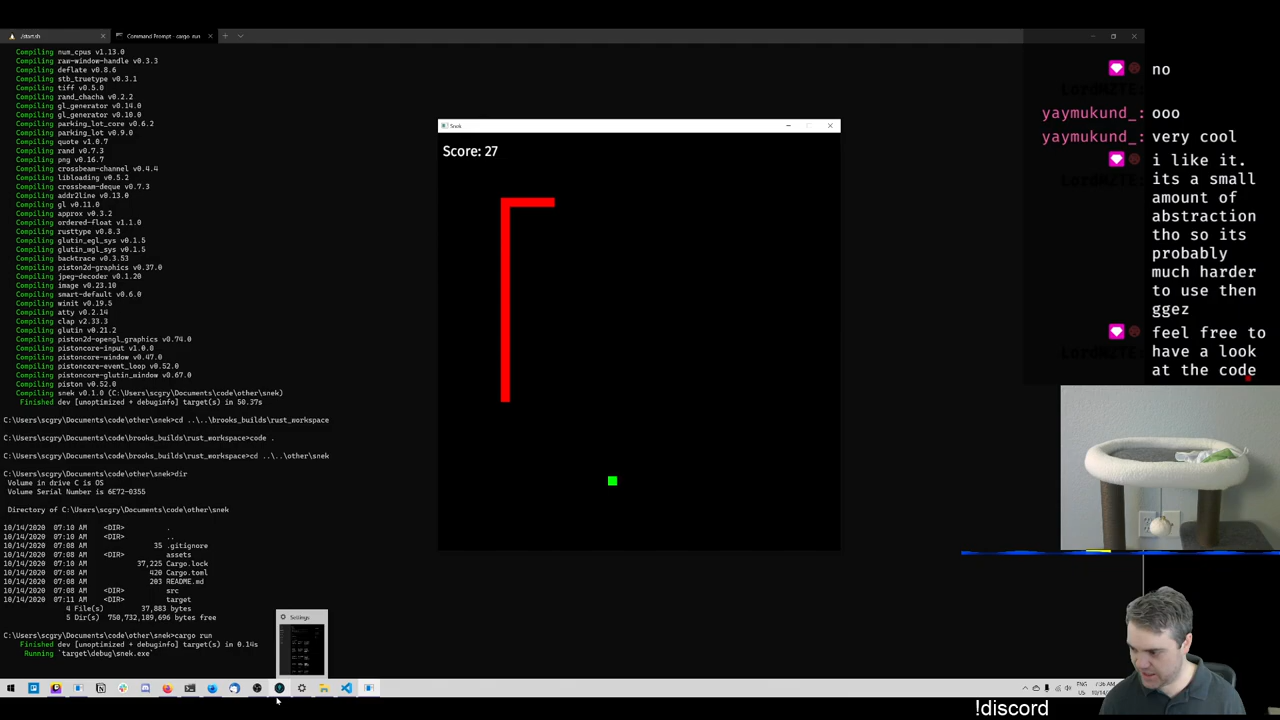 ./start.sh
Command Prompt - cargo run
Compiling num_cpus v1.13.0
Compiling raw-window-handle v0.3.3
Compiling deflate v0.8.6
Compiling stb_truetype v0.3.1
Compiling tiff v0.5.0
Compiling rand_chacha v0.2.2
Compiling gl_generator v0.14.0
Compiling gl_generator v0.10.0
Compiling parking_lot_core v0.6.2
Compiling parking_lot v0.9.0
Compiling quote v1.0.7
Compiling rand v0.7.3
Compiling png v0.16.7
Compiling crossbeam-channel v0.4.4
Compiling libloading v0.5.2
Compiling crossbeam-deque v0.7.3
Compiling addr2line v0.13.0
Compiling gl v0.11.0
Compiling approx v0.3.2
Compiling ordered-float v1.1.0
Compiling rusttype v0.8.3
Compiling glutin_egl_sys v0.1.5
Compiling glutin_wgl_sys v0.1.5
Compiling backtrace v0.3.53
Compiling piston2d-graphics v0.37.0
Compiling jpeg-decoder v0.1.20
Compiling image v0.23.10
Compiling smart-default v0.6.0
Compiling winit v0.19.5
Compiling atty v0.2.14
Compiling clap v2.33.3
Compiling glutin v0.21.2
Compiling piston2d-opengl_graphics v0.74.0
Compiling pistoncore-input v1.0.0
Compiling pistoncore-window v0.47.0
Compiling pistoncore-event_loop v0.52.0
Compiling pistoncore-glutin_window v0.67.0
Compiling piston v0.52.0
Compiling snek v0.1.0 (C:\Users\scgry\Documents\code\other\snek)
Finished dev [unoptimized + debuginfo] target(s) in 50.37s
C:\Users\scgry\Documents\code\other\snek>cd ..\..\brooks_builds\rust_workspace
C:\Users\scgry\Documents\code\brooks_builds\rust_workspace>code .
C:\Users\scgry\Documents\code\brooks_builds\rust_workspace>cd ..\..\other\snek
C:\Users\scgry\Documents\code\other\snek>dir
Volume in drive C is OS
Volume Serial Number is 6E72-0355
Directory of C:\Users\scgry\Documents\code\other\snek
10/14/2020 07:10 AM <DIR> .
10/14/2020 07:10 AM <DIR> ..
10/14/2020 07:08 AM 35 .gitignore
10/14/2020 07:08 AM <DIR> assets
10/14/2020 07:10 AM 37,225 Cargo.lock
10/14/2020 07:08 AM 420 Cargo.toml
10/14/2020 07:08 AM 203 README.md
10/14/2020 07:08 AM <DIR> src
10/14/2020 07:11 AM <DIR> target
4 File(s) 37,883 bytes
5 Dir(s) 750,732,189,696 bytes free
C:\Users\scgry\Documents\code\other\snek>cargo run
Finished dev [unoptimized + debuginfo] target(s) in 0.14s
Running `target\debug\snek.exe`
Settings
Snek
Score: 27
no
yaymukund_: ooo
yaymukund_: very cool
i like it.
its a small
amount of
abstraction
tho so its
probably
much harder
to use then
ggez
feel free to
have a look
at the code
ENG
US
7:36 AM
!discord